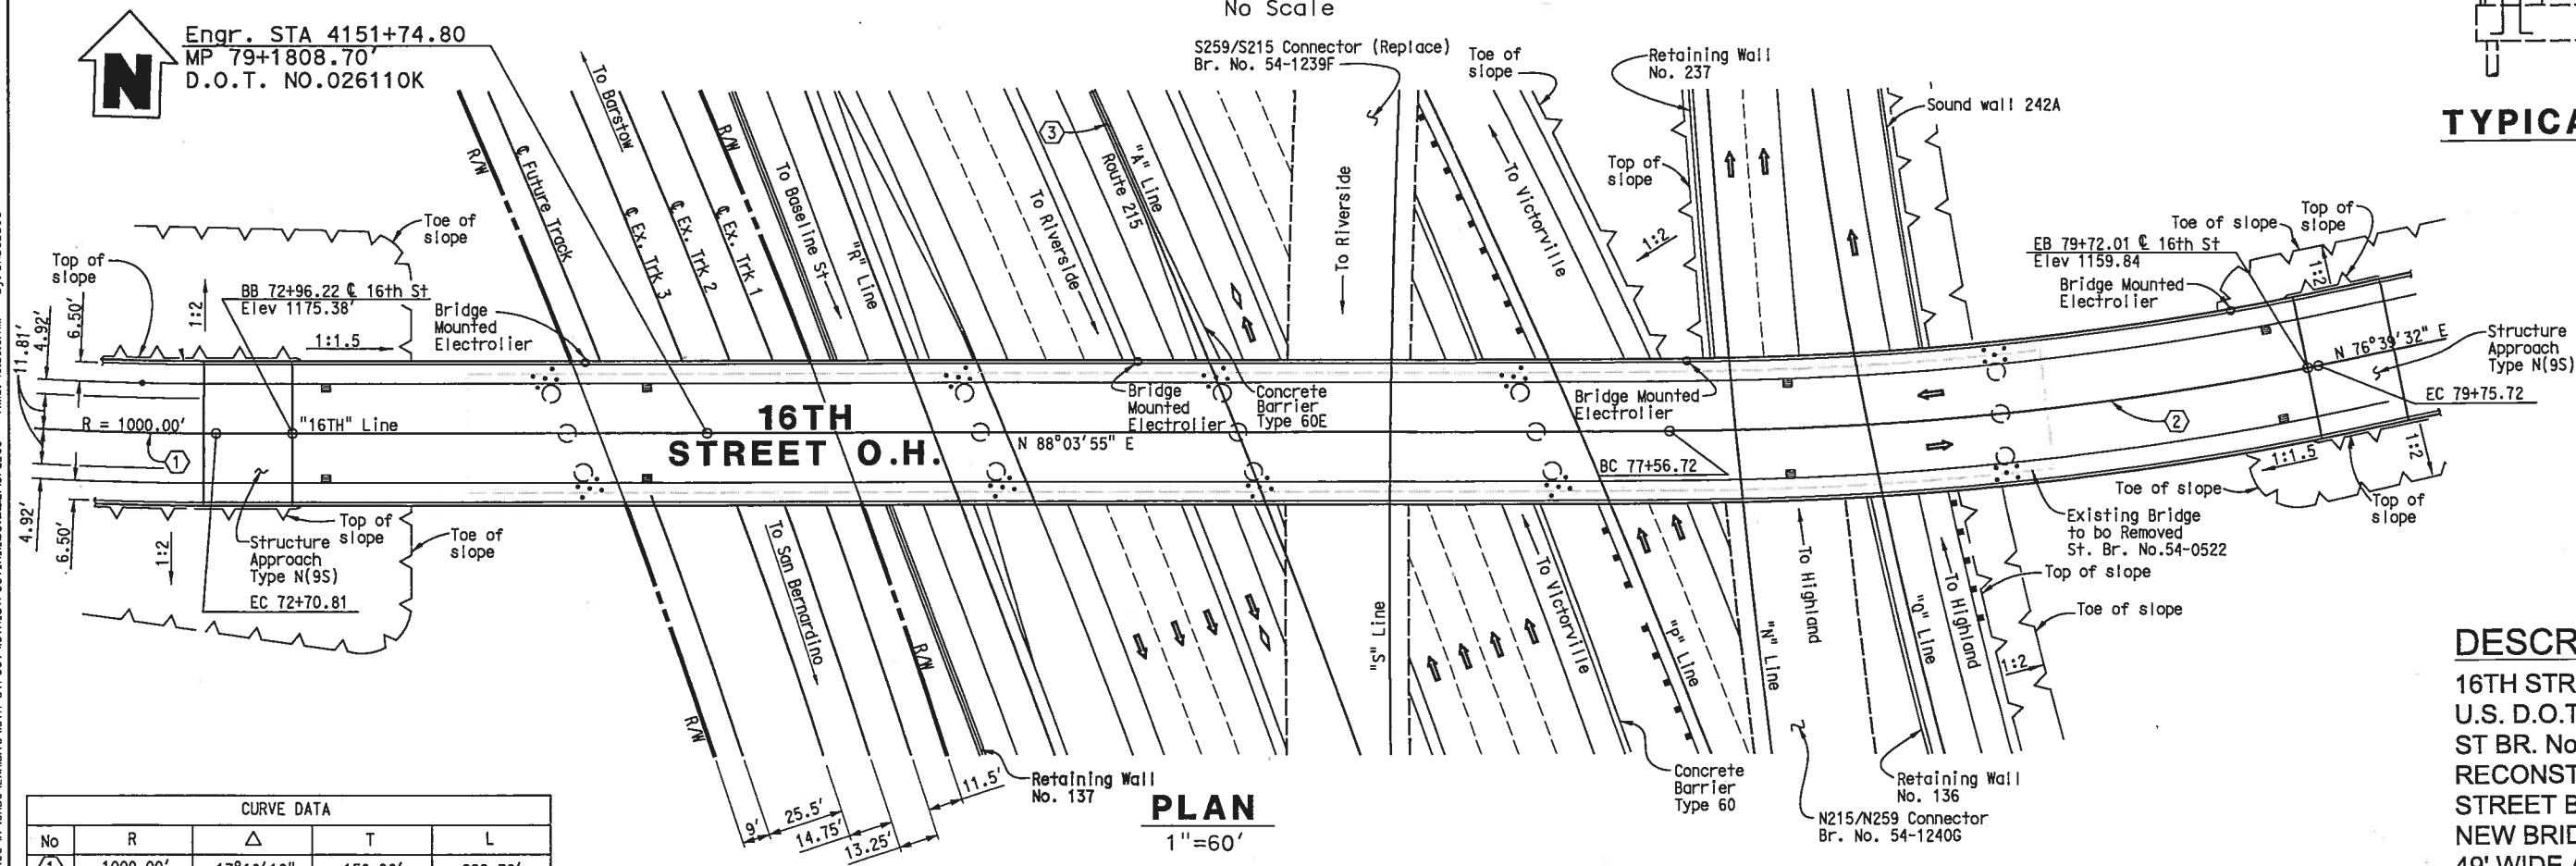 No Scale
N
Engr. STA 4151+74.80
MP 79+1808.70'
D.O.T. NO.026110K
S259/S215 Connector (Replace)
Br. No. 54-1239F
Toe of
slope
Retaining Wall
No. 237
Sound wall 242A
R/W
℄ Future Track
To Barstow
℄ Ex. Trk 3
℄ Ex. Trk 2
℄ Ex. Trk 1
R/W
To Baseline St
"R" Line
To Riverside
3
"A" Line
Route 215
To Riverside
To Victorville
Top of
slope
1:2
Toe of
slope
Top of
slope
BB 72+96.22 ℄ 16th St
Elev 1175.38'
1:2
1:1.5
Bridge
Mounted
Electrolier
Toe of slope
Top of
slope
EB 79+72.01 ℄ 16th St
Elev 1159.84
Bridge Mounted
Electrolier
1:2
N 76°39'32" E
Structure
Approach
Type N(9S)
EC 79+75.72
11.81'
4.92'
6.50'
4.92'
6.50'
R = 1000.00'
1
"16TH" Line
16TH
STREET O.H.
N 88°03'55" E
Bridge
Mounted
Electrolier
Concrete
Barrier
Type 60E
Bridge Mounted
Electrolier
BC 77+56.72
2
1:1.5
1:2
Toe of slope
Top of
slope
Existing Bridge
to bo Removed
St. Br. No.54-0522
Top of slope
Toe of slope
1:2
Structure
Approach
Type N(9S)
EC 72+70.81
Top of
slope
Toe of
slope
1:2
R/W
To San Bernardino
R/W
"S" Line
To Victorville
"P" Line
"N" Line
To Highland
"Q" Line
To Highland
9'
25.5'
14.75'
13.25'
11.5'
Retaining Wall
No. 137
PLAN
1"=60'
Concrete
Barrier
Type 60
N215/N259 Connector
Br. No. 54-1240G
Retaining Wall
No. 136
CURVE DATA
No R △ T L
TYPICA
DESCR
16TH STR
U.S. D.O.T
ST BR. No
RECONST
STREET B
NEW BRID